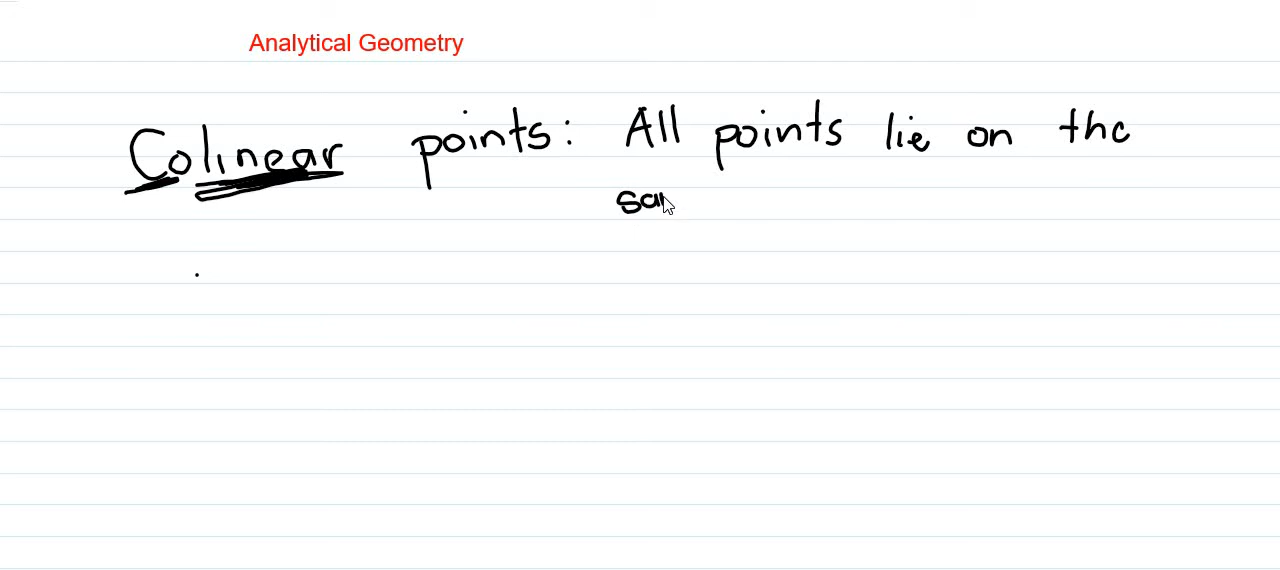 Analytical Geometry
Colinear points: All points lie on the
sa